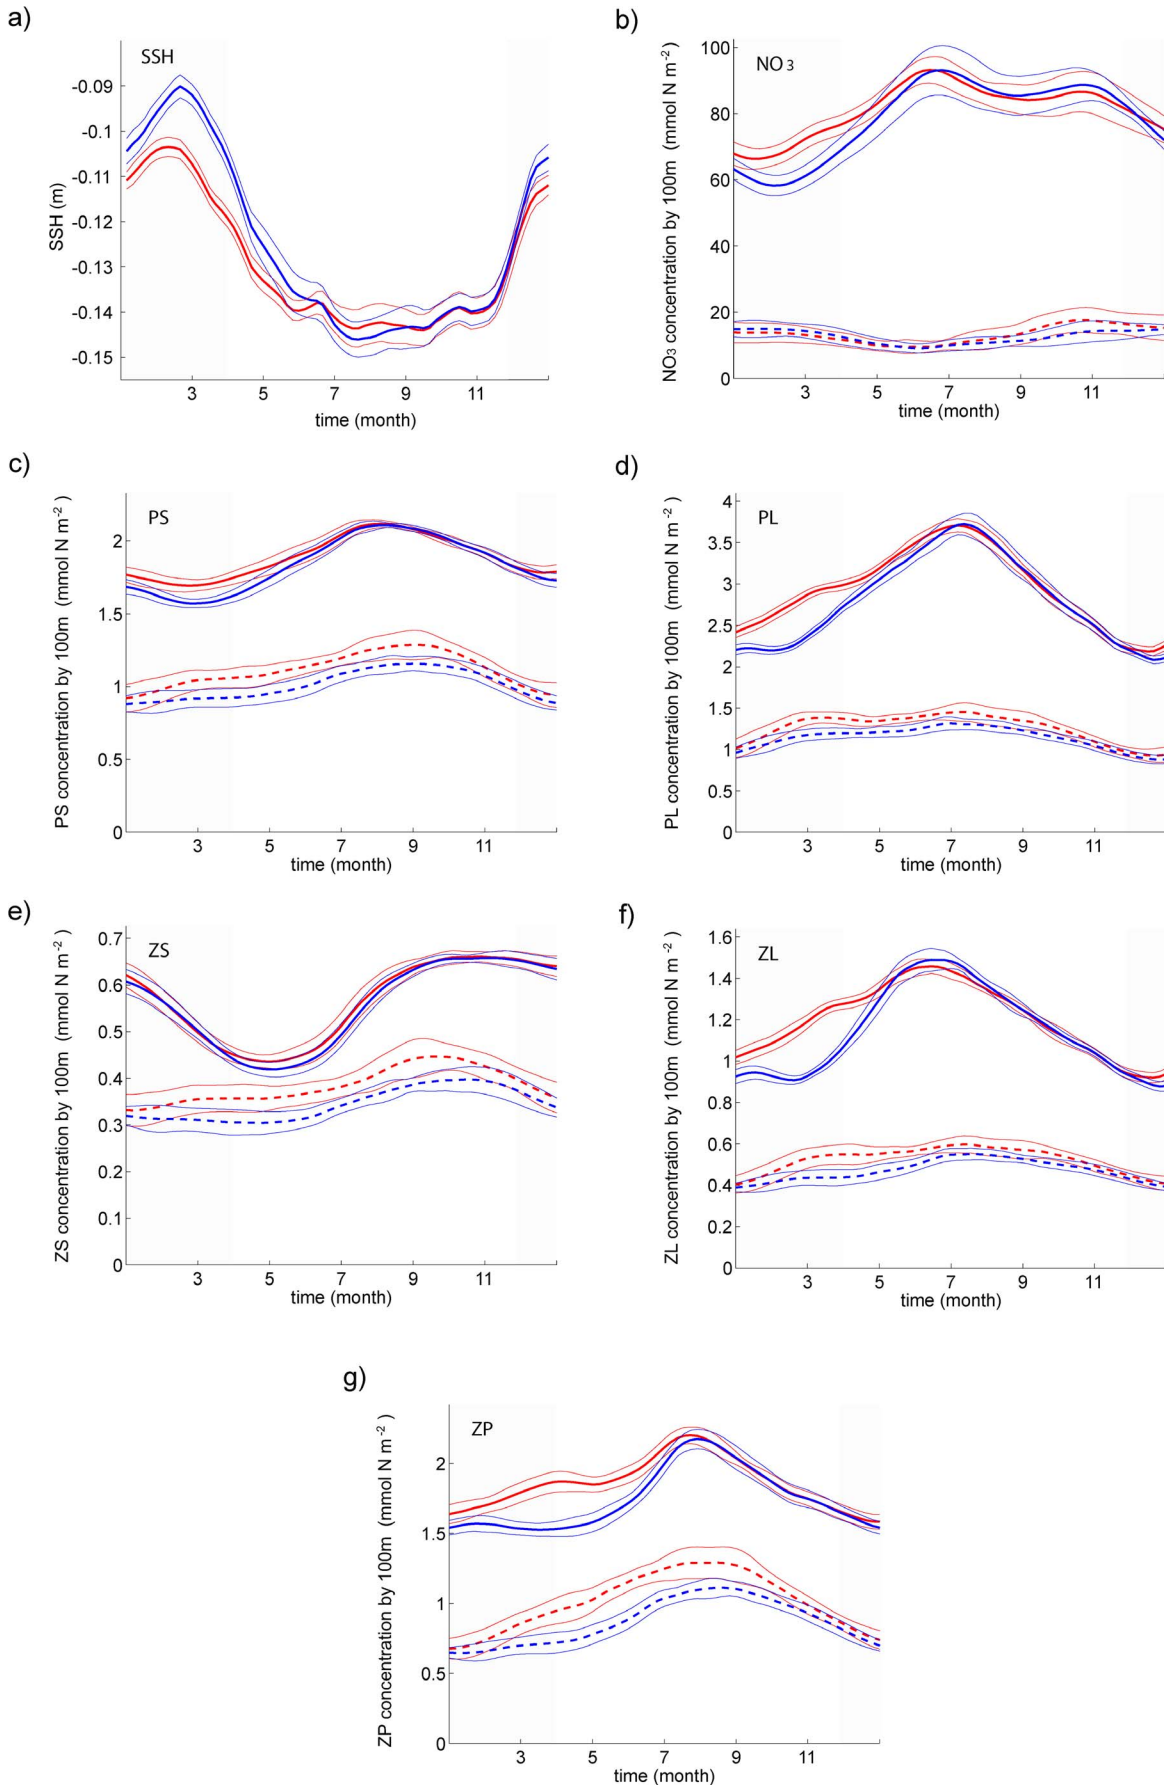 a)
SSH
-0.09
-0.1
-0.11
-0.12
-0.13
-0.14
-0.15
SSH (m)
3 5 7 9 11
time (month)
b)
NO 3
100
80
60
40
20
0
NO3 concentration by 100m (mmol N m-2)
3 5 7 9 11
time (month)
c)
PS
2
1.5
1
0.5
0
PS concentration by 100m (mmol N m-2 )
3 5 7 9 11
time (month)
d)
PL
4
3.5
3
2.5
2
1.5
1
0.5
0
PL concentration by 100m (mmol N m-2 )
3 5 7 9 11
time (month)
e)
ZS
0.7
0.6
0.5
0.4
0.3
0.2
0.1
0
ZS concentration by 100m (mmol N m-2 )
3 5 7 9 11
time (month)
f)
ZL
1.6
1.4
1.2
1
0.8
0.6
0.4
0.2
0
ZL concentration by 100m (mmol N m-2 )
3 5 7 9 11
time (month)
g)
ZP
2
1.5
1
0.5
0
ZP concentration by 100m (mmol N m-2 )
3 5 7 9 11
time (month)